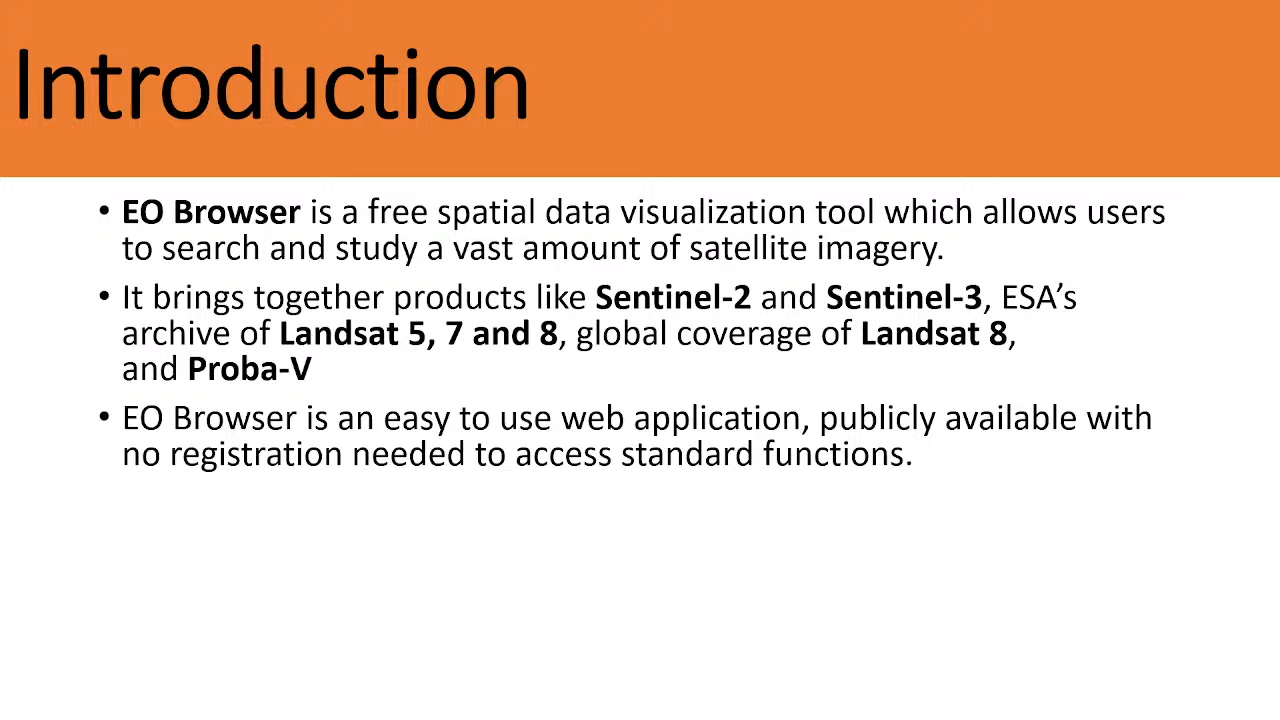 Introduction
• EO Browser is a free spatial data visualization tool which allows users
to search and study a vast amount of satellite imagery.
• It brings together products like Sentinel-2 and Sentinel-3, ESA’s
archive of Landsat 5, 7 and 8, global coverage of Landsat 8,
and Proba-V
• EO Browser is an easy to use web application, publicly available with
no registration needed to access standard functions.